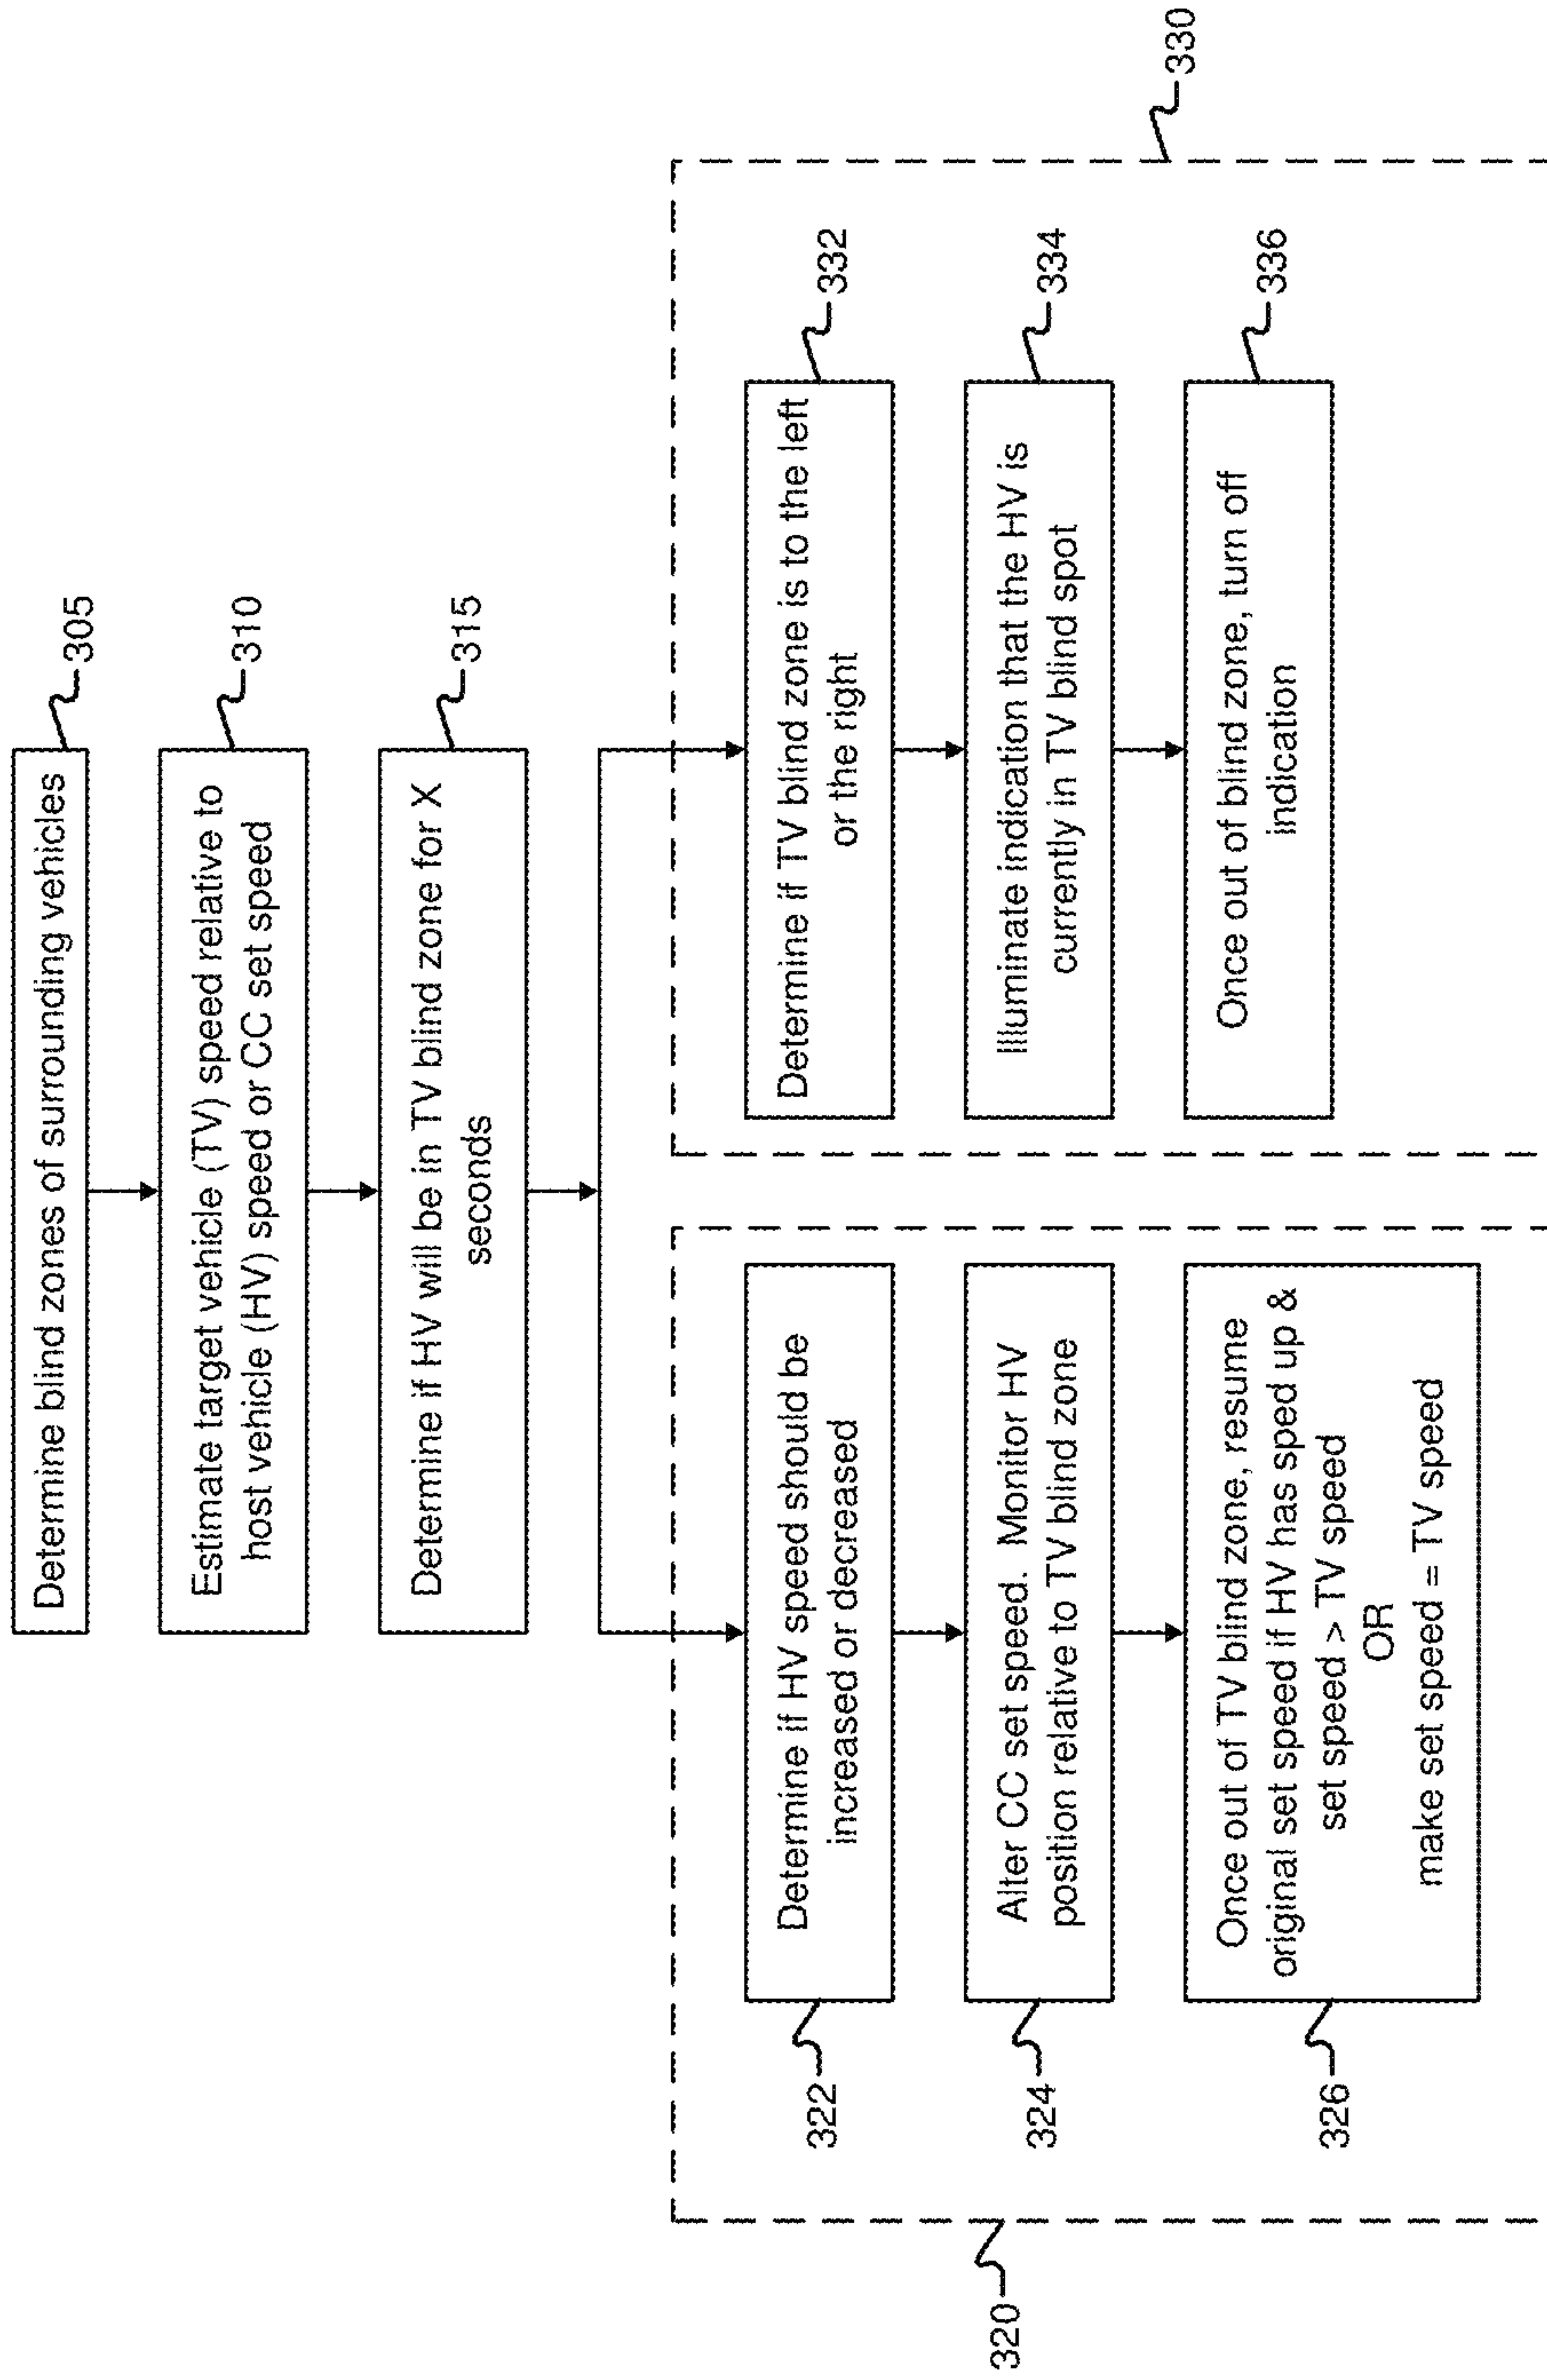 Determine blind zones of surrounding vehicles
305
Estimate target vehicle (TV) speed relative to
host vehicle (HV) speed or CC set speed
310
Determine if HV will be in TV blind zone for X
seconds
315
320
Determine if HV speed should be
increased or decreased
322
Alter CC set speed. Monitor HV
position relative to TV blind zone
324
Once out of TV blind zone, resume
original set speed if HV has sped up &
set speed > TV speed
OR
make set speed = TV speed
326
330
Determine if TV blind zone is to the left
or the right
332
Illuminate indication that the HV is
currently in TV blind spot
334
Once out of blind zone, turn off
indication
336